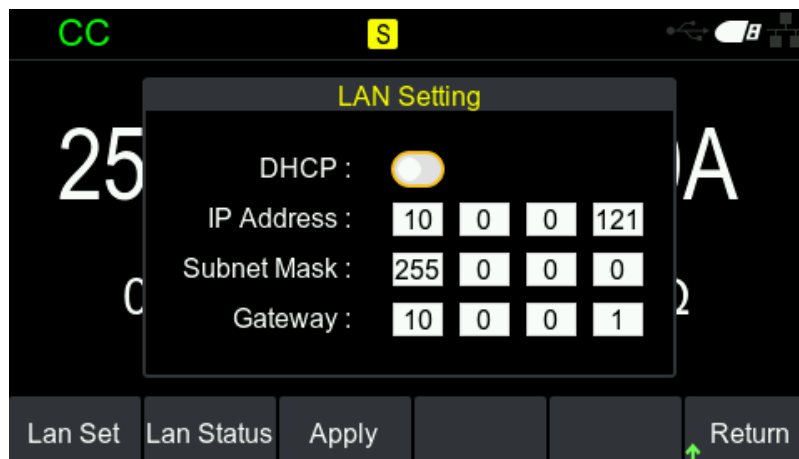 CC S
LAN Setting
25 A
DHCP :
IP Address : 10 0 0 121
Subnet Mask : 255 0 0 0
Gateway : 10 0 0 1
Lan Set Lan Status Apply Return